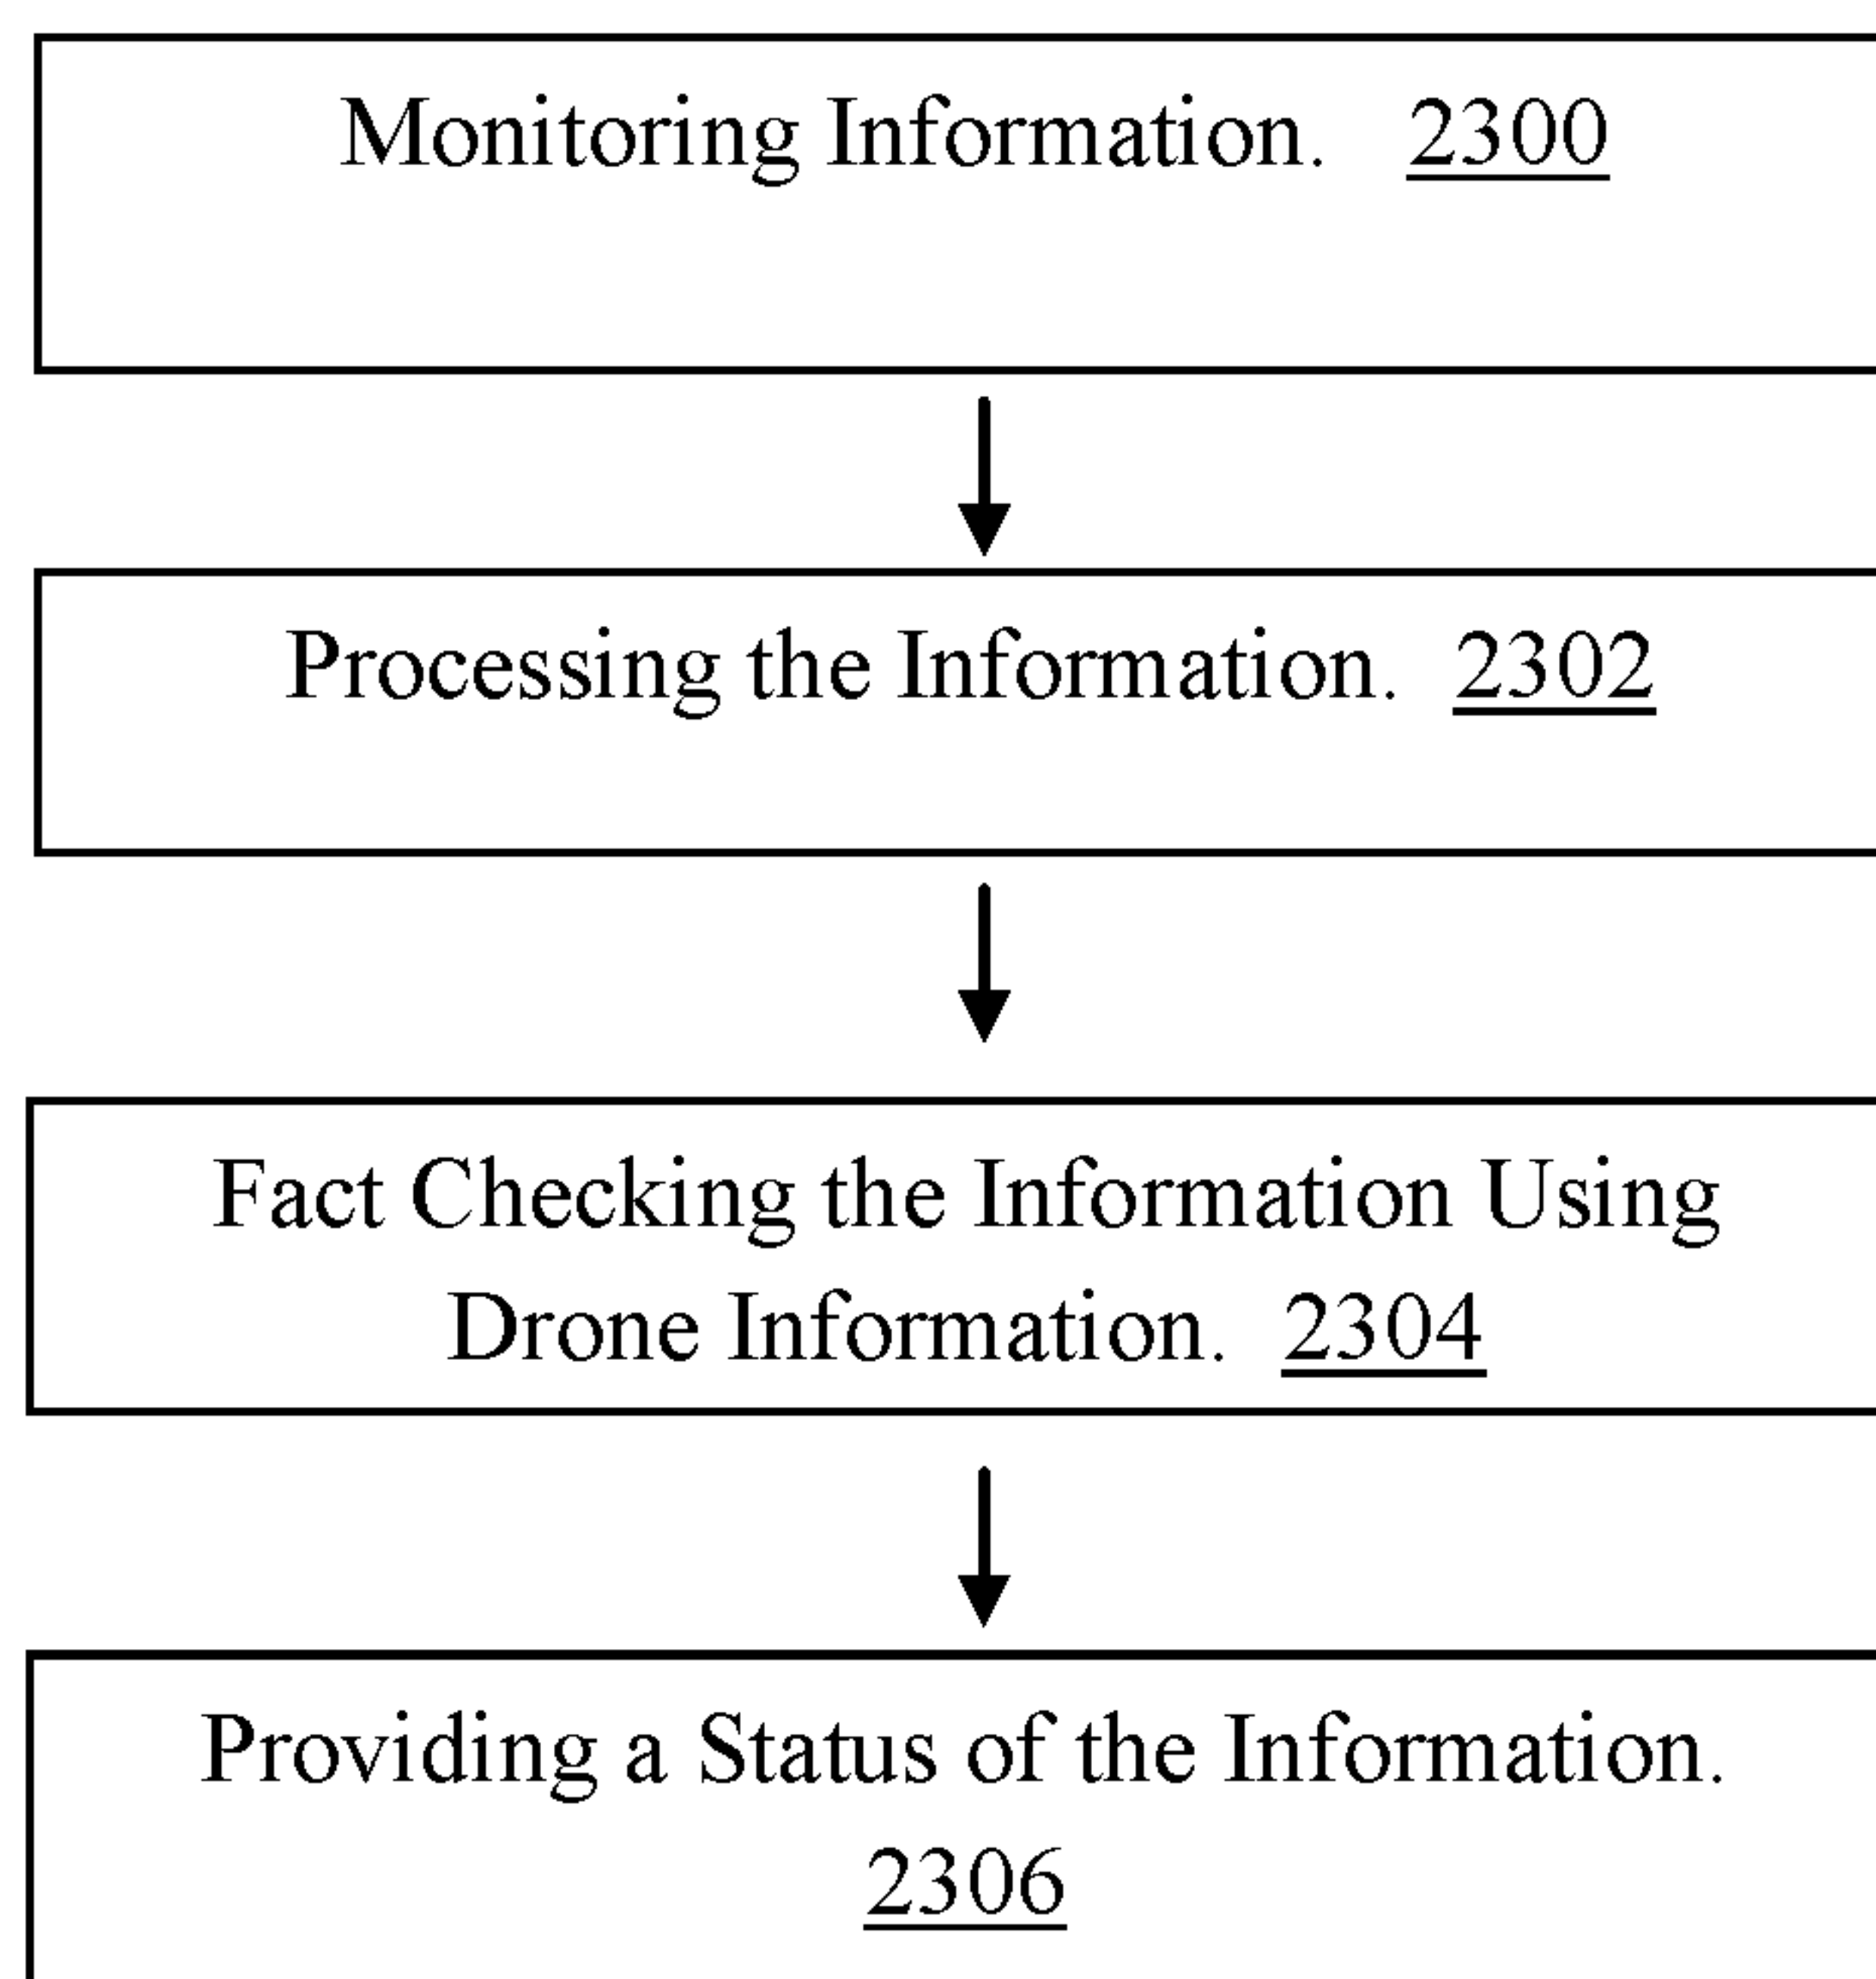 Monitoring Information. 2300
Processing the Information. 2302
Fact Checking the Information Using
Drone Information. 2304
Providing a Status of the Information.
2306